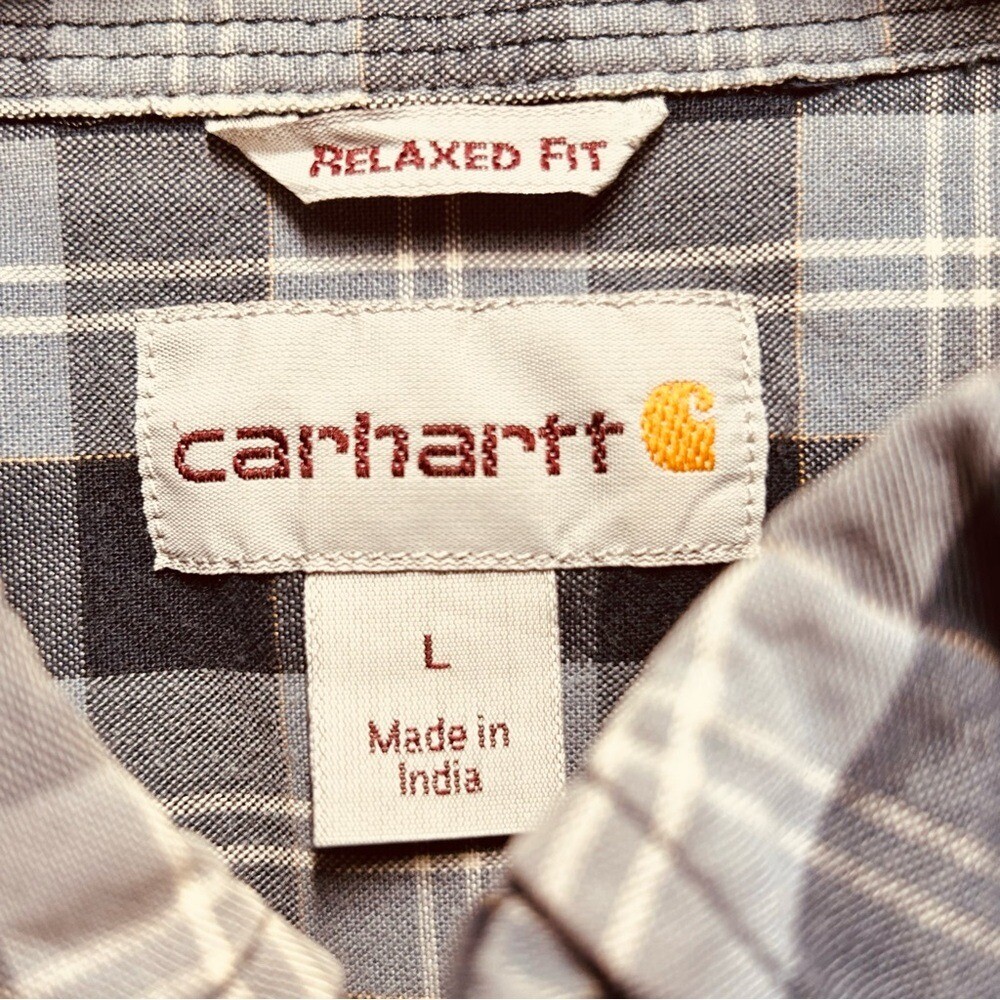 RELAXED FIT
carhartt
L
Made in
India